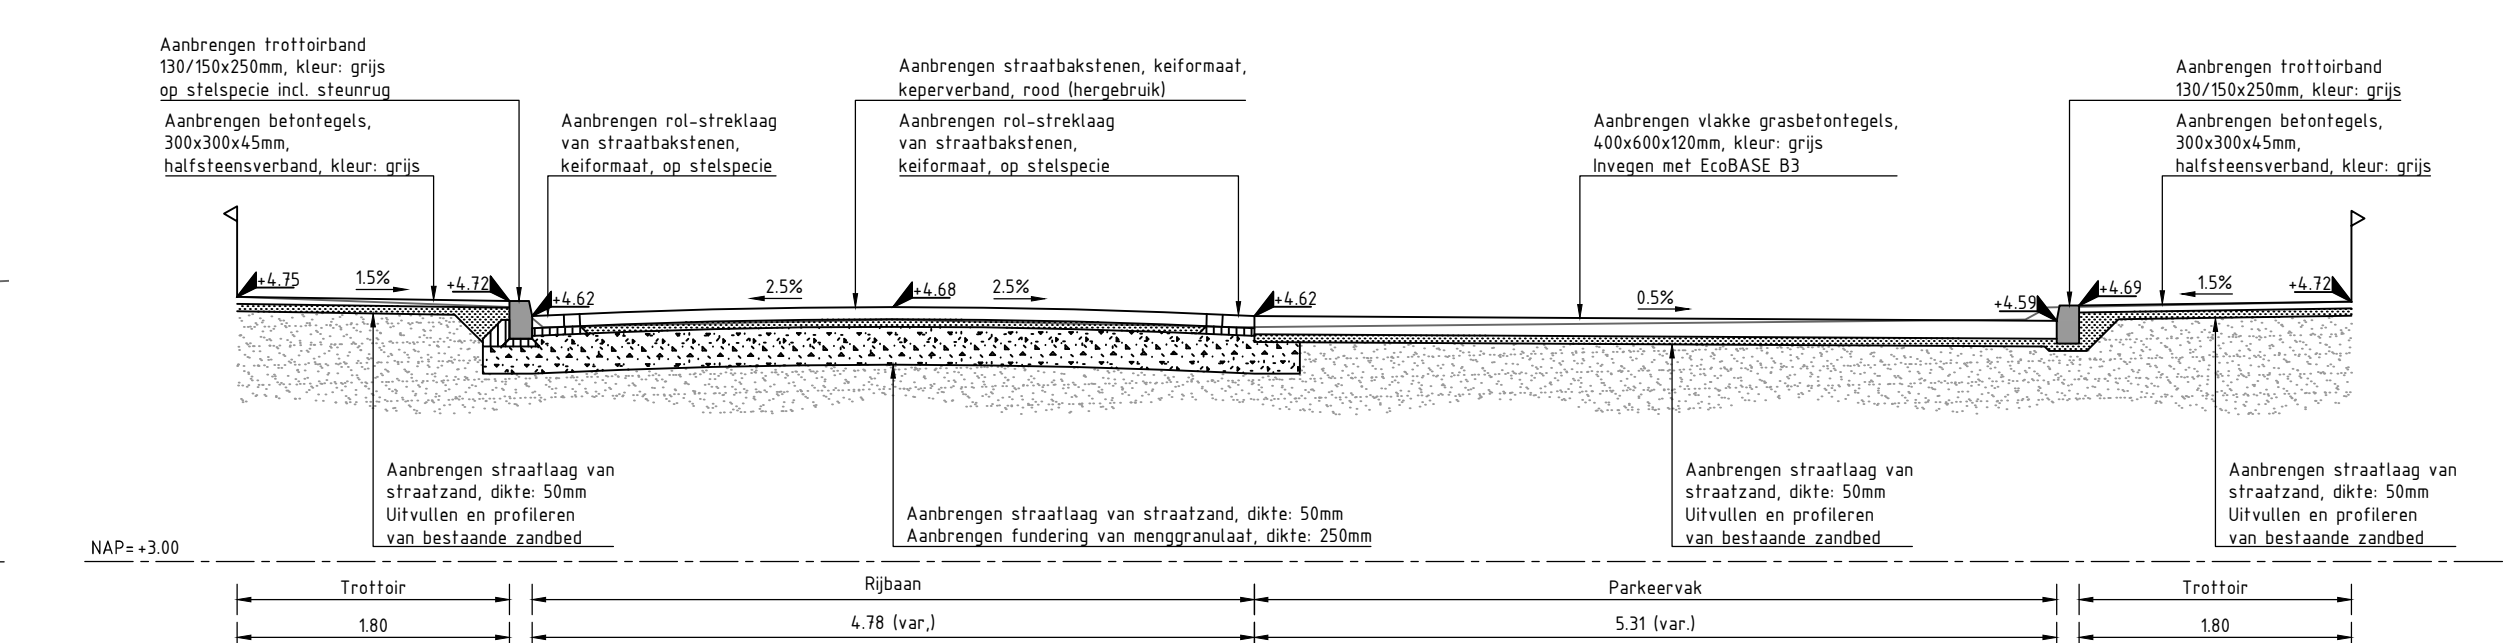 Aanbrengen trottoirband
130/150x250mm, kleur: grijs
op stelspecie incl. steunrug
Aanbrengen betontegels,
300x300x45mm,
halfsteensverband, kleur: grijs
Aanbrengen rol-streklaag
van straatbakstenen,
keiformaat, op stelspecie
Aanbrengen straatbakstenen, keiformaat,
keperverband, rood (hergebruik)
Aanbrengen rol-streklaag
van straatbakstenen,
keiformaat, op stelspecie
Aanbrengen vlakke grasbetontegels,
400x600x120mm, kleur: grijs
Invegen met EcoBASE B3
Aanbrengen trottoirband
130/150x250mm, kleur: grijs
Aanbrengen betontegels,
300x300x45mm,
halfsteensverband, kleur: grijs
+4.75
1.5%
+4.72
+4.62
2.5%
+4.68
2.5%
+4.62
0.5%
+4.59
+4.69
1.5%
+4.72
Aanbrengen straatlaag van
straatzand, dikte: 50mm
Uitvullen en profileren
van bestaande zandbed
Aanbrengen straatlaag van straatzand, dikte: 50mm
Aanbrengen fundering van menggranulaat, dikte: 250mm
Aanbrengen straatlaag van
straatzand, dikte: 50mm
Uitvullen en profileren
van bestaande zandbed
Aanbrengen straatlaag van
straatzand, dikte: 50mm
Uitvullen en profileren
van bestaande zandbed
NAP=+3.00
Trottoir
Rijbaan
Parkeervak
Trottoir
1.80
4.78 (var,)
5.31 (var.)
1.80